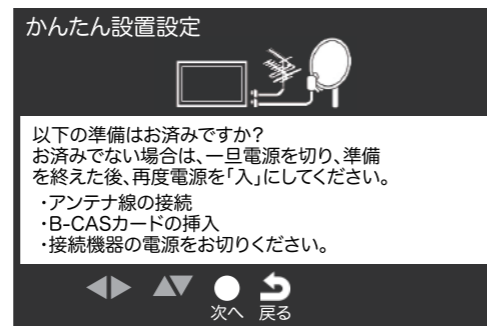 かんたん設置設定
以下の準備はお済みですか?
お済みでない場合は、一旦電源を切り、準備
を終えた後、再度電源を｢入｣にしてください。
・アンテナ線の接続
・B-CASカードの挿入
・接続機器の電源をお切りください。
次へ 戻る